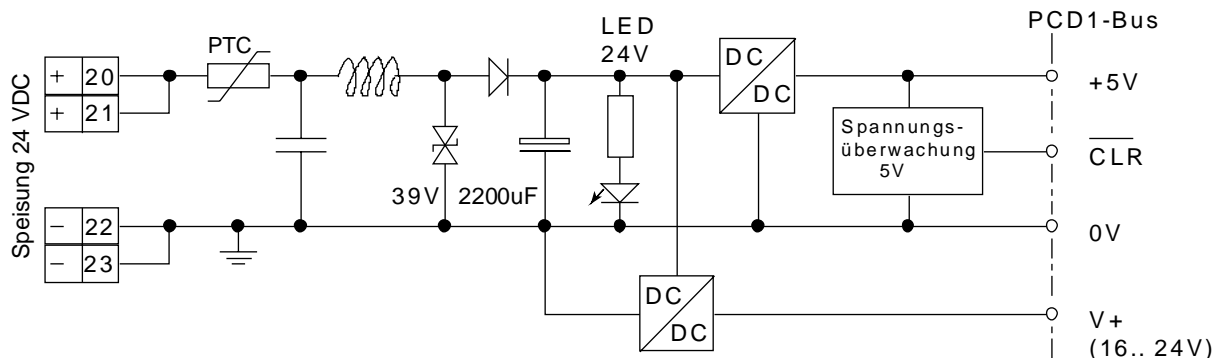 PCD1-Bus
LED
24V
PTC
Speisung 24 VDC
+ 20
+ 21
− 22
− 23
39V
2200uF
DC
DC
DC
DC
Spannungs-
überwachung
5V
+5V
CLR
0V
V+
(16.. 24V)